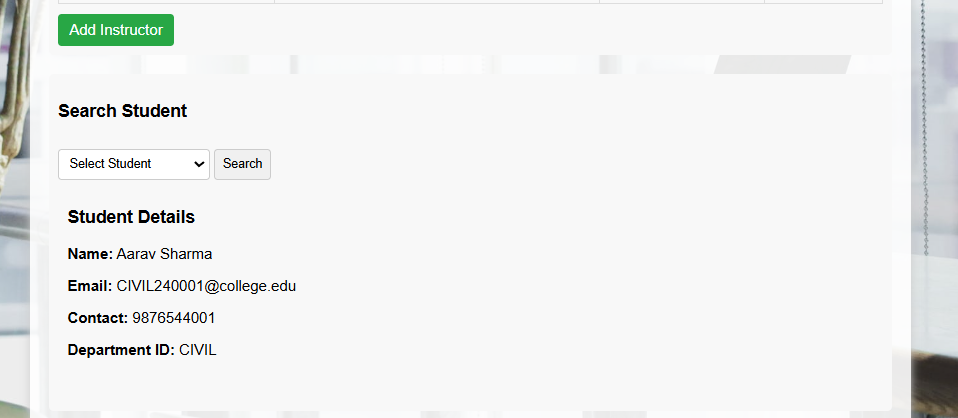 Add Instructor
Search Student
Select Student Search
Student Details
Name: Aarav Sharma
Email: CIVIL240001@college.edu
Contact: 9876544001
Department ID: CIVIL